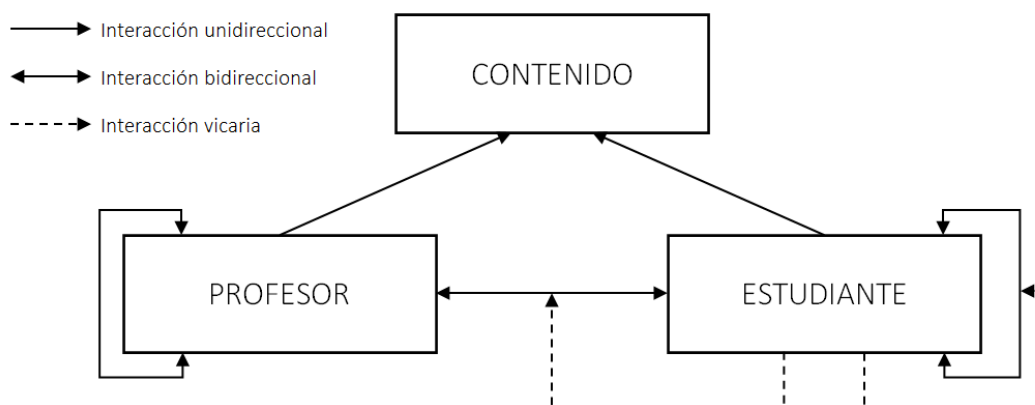 Interacción unidireccional
Interacción bidireccional
Interacción vicaria
CONTENIDO
PROFESOR
ESTUDIANTE